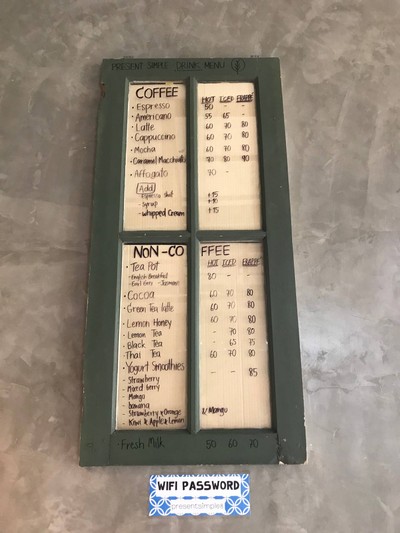 PRESENT SIMPLE - DRINK MENU
COFFEE
HOT ICED FRAPPE
• Espresso 50 - -
• Americano 55 65 -
• Latte 60 70 80
• Cappuccino 60 70 80
• Mocha 60 70 80
• Caramel Macchiato 70 80 90
• Affogato 90 -
Add
- Espresso shot +15
- Syrup +10
- whipped Cream +15
NON-COFFEE
HOT ICED FRAPPE
• Tea Pot 80 - -
- English Breakfast
- Earl Grey - Jasmine
• Cocoa 60 70 80
• Green Tea latte 60 70 80
• Lemon Honey 60 70 80
• Lemon Tea - 70 80
• Black Tea - 65 75
• Thai Tea 60 70 80
• Yogurt Smoothies - - 85
- Strawberry
- Mixed berry
- Mango
- banana
- Strawberry & Orange & Mango
- Kiwi & Apple & Lemon
- Fresh Milk 50 60 70
WIFI PASSWORD
presentsimplee